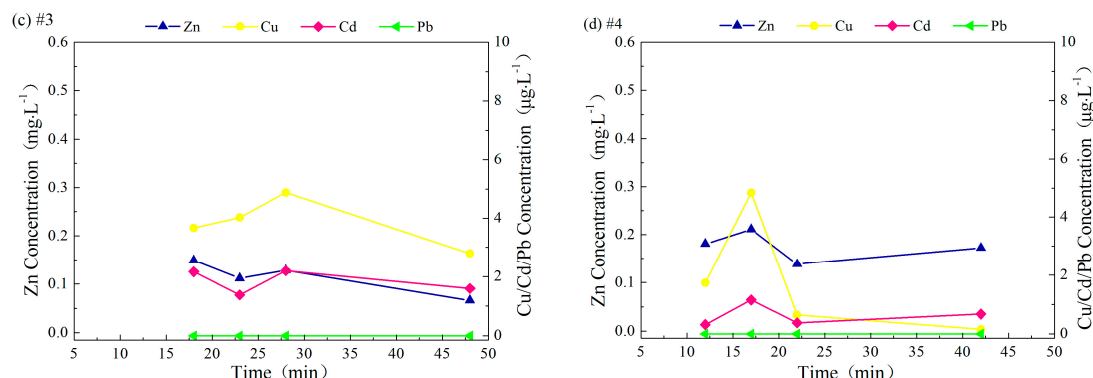 (c) #3
Zn Cu Cd Pb
0.6
0.5
0.4
0.3
0.2
0.1
0.0
10
8
6
4
2
0
Zn Concentration (mg·L⁻¹)
Cu/Cd/Pb Concentration (μg·L⁻¹)
5 10 15 20 25 30 35 40 45 50
Time (min)
(d) #4
Zn Cu Cd Pb
0.6
0.5
0.4
0.3
0.2
0.1
0.0
10
8
6
4
2
0
Zn Concentration (mg·L⁻¹)
Cu/Cd/Pb Concentration (μg·L⁻¹)
5 10 15 20 25 30 35 40 45 50
Time (min)